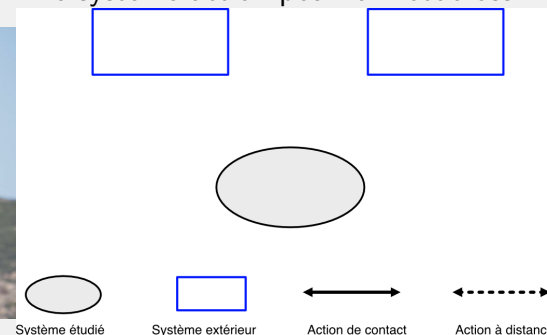 Système étudié
Système extérieur
Action de contact
Action à distanc